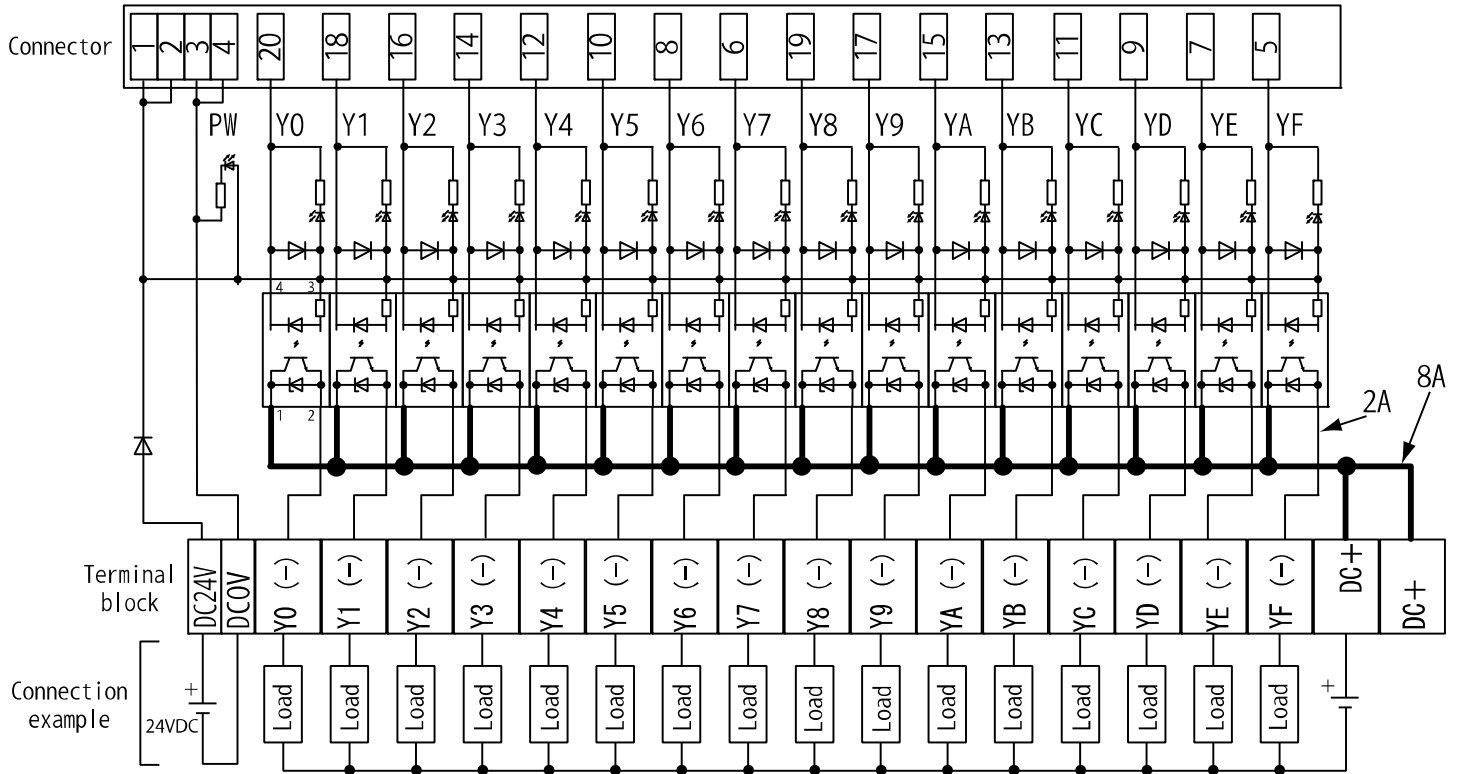 Connector 1 2 3 4 20 18 16 14 12 10 8 6 19 17 15 13 11 9 7 5
PW Y0 Y1 Y2 Y3 Y4 Y5 Y6 Y7 Y8 Y9 YA YB YC YD YE YF
4 3
1 2
8A
2A
Terminal
block
DC24V
DC0V
Y0 (-)
Y1 (-)
Y2 (-)
Y3 (-)
Y4 (-)
Y5 (-)
Y6 (-)
Y7 (-)
Y8 (-)
Y9 (-)
YA (-)
YB (-)
YC (-)
YD (-)
YE (-)
YF (-)
DC+
DC+
Connection
example
+
24VDC
Load Load Load Load Load Load Load Load Load Load Load Load Load Load Load Load
+